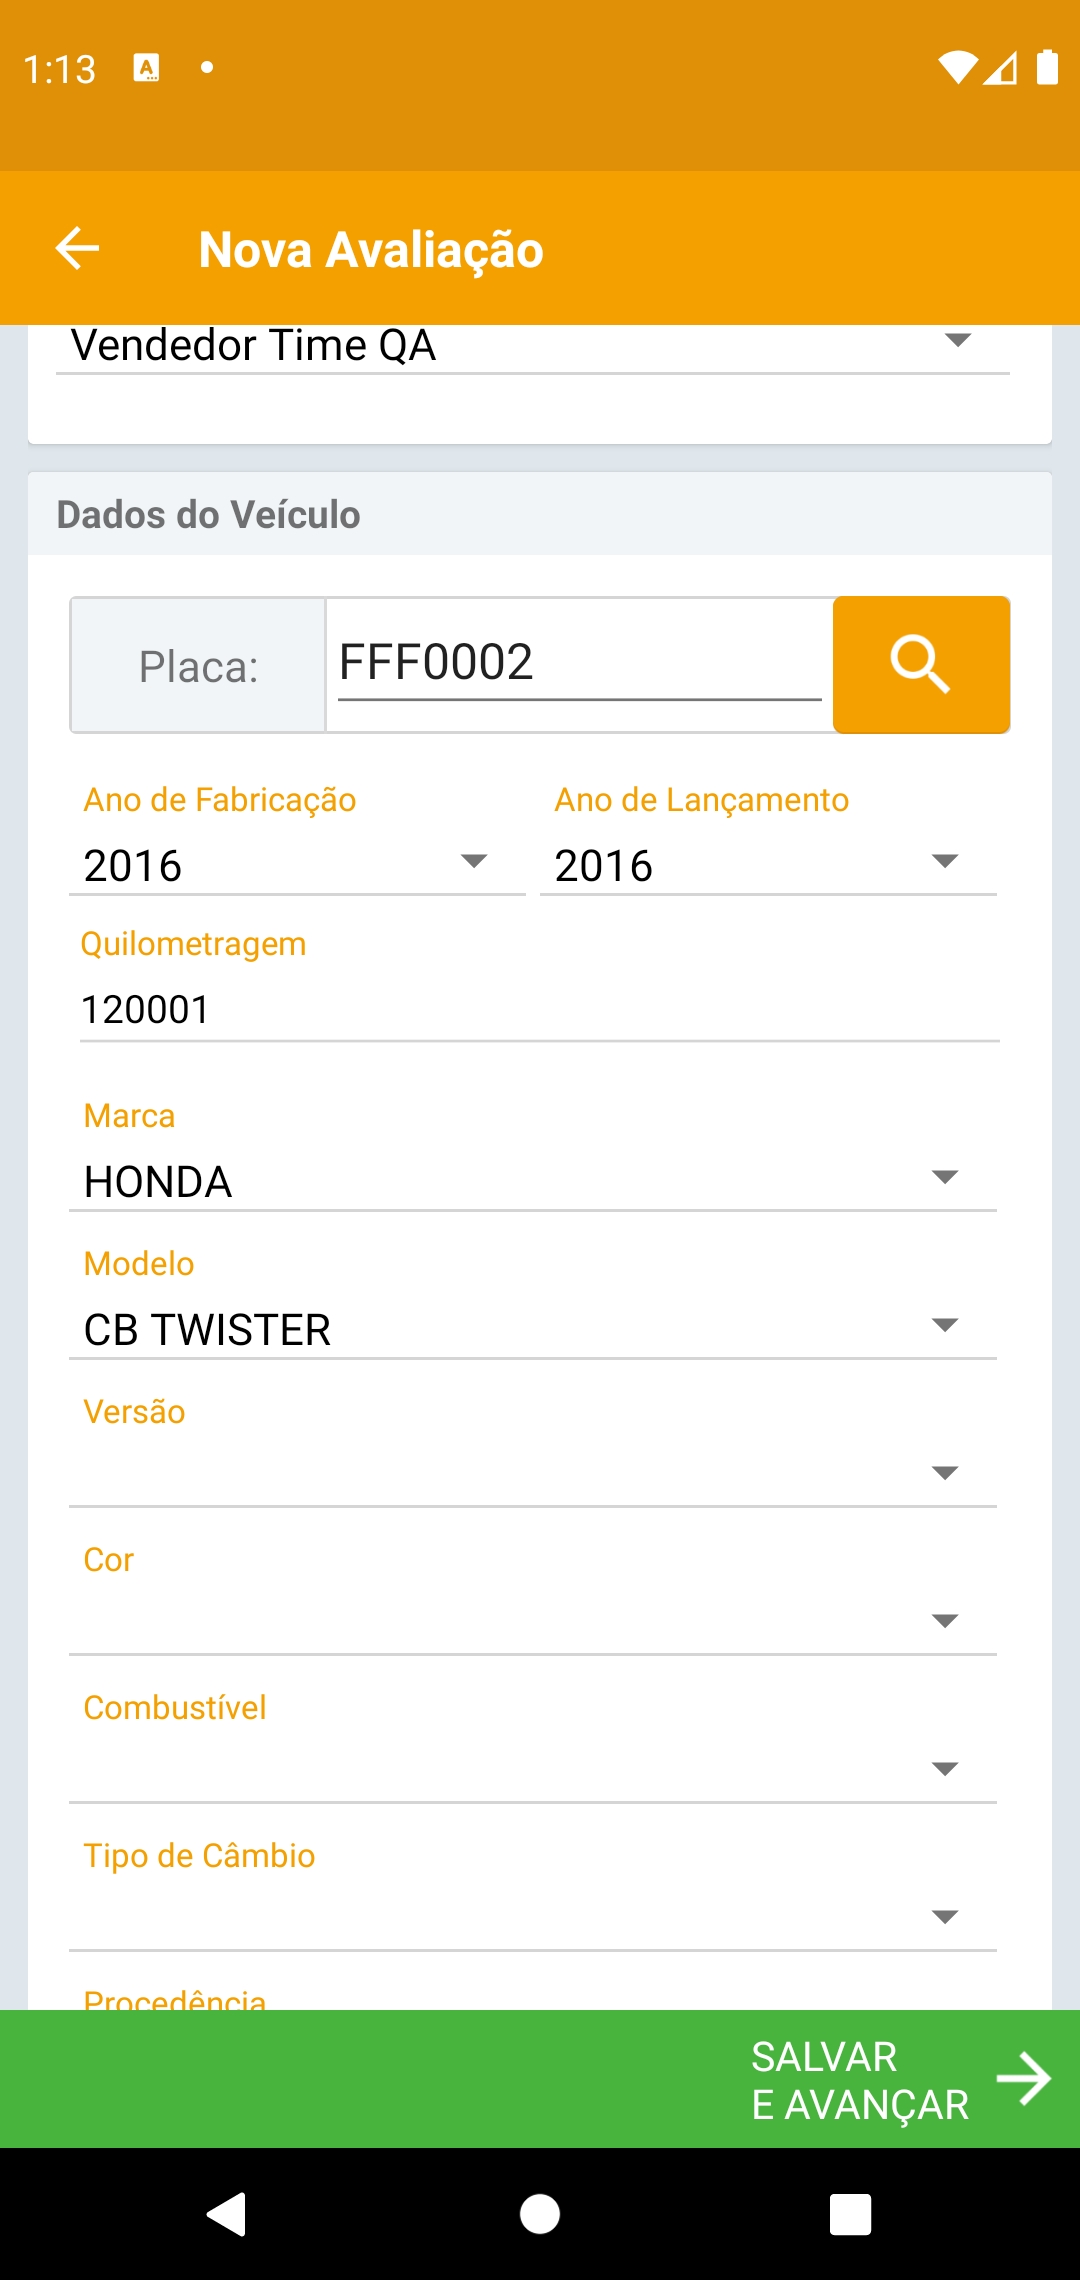 1:13
Nova Avaliação
Vendedor Time QA
Dados do Veículo
Placa:
FFF0002
Ano de Fabricação
Ano de Lançamento
2016
2016
Quilometragem
120001
Marca
HONDA
Modelo
CB TWISTER
Versão
Cor
Combustível
Tipo de Câmbio
Procedência
SALVAR
E AVANÇAR